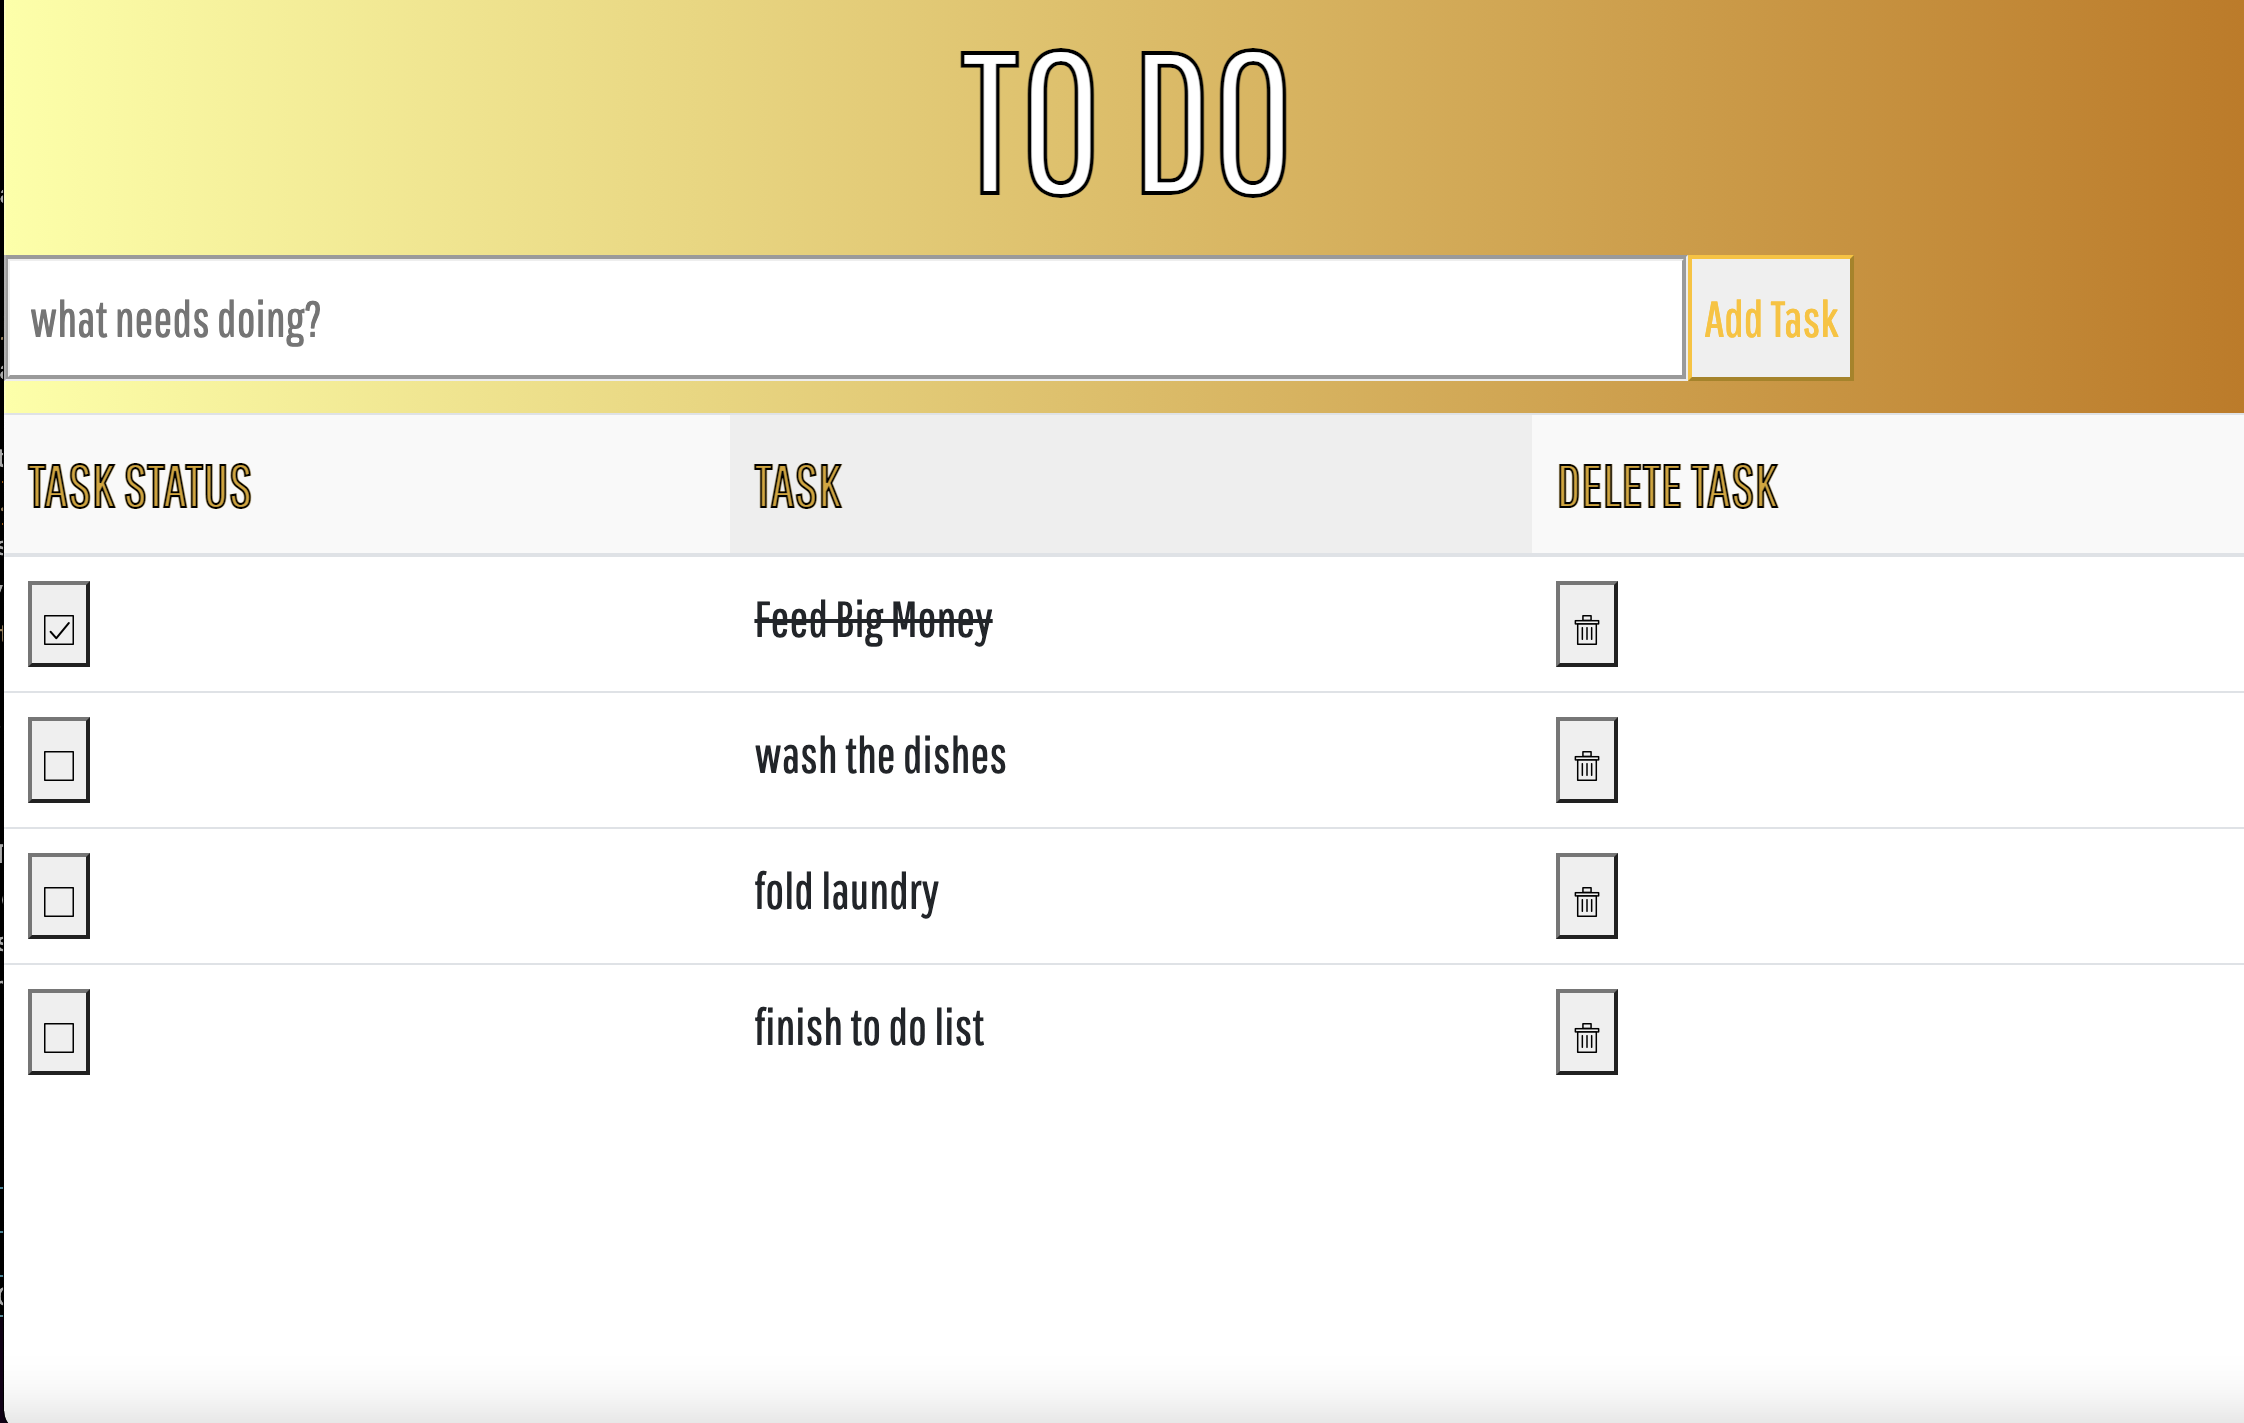 TO DO
what needs doing? Add Task
TASK STATUS TASK DELETE TASK
Feed Big Money
wash the dishes
fold laundry
finish to do list